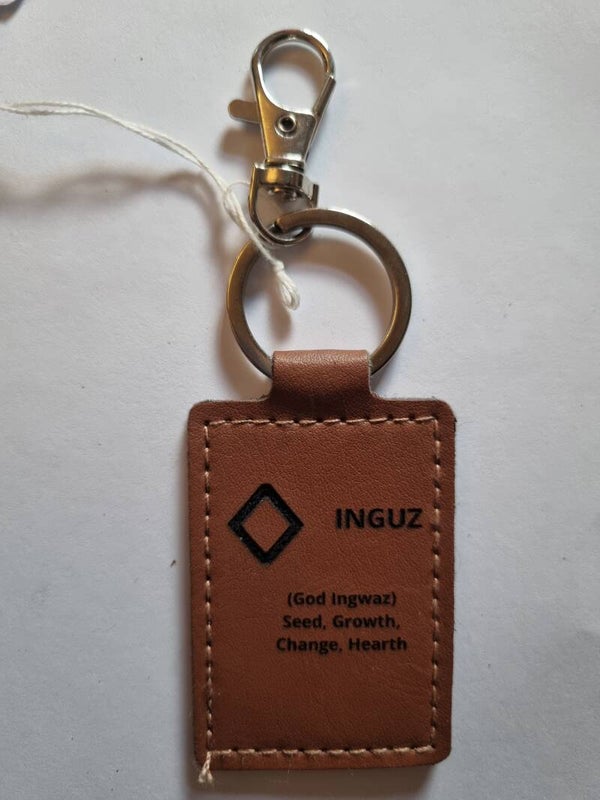 INGUZ
(God Ingwaz)
Seed, Growth,
Change, Hearth